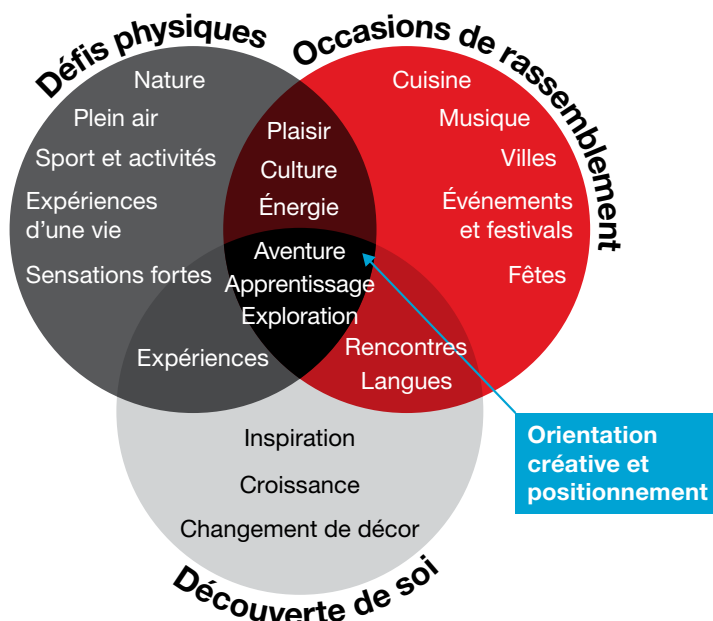 Défis physiques
Occasions de rassemblement
Nature
Plein air
Sport et activités
Expériences
d’une vie
Sensations fortes
Plaisir
Culture
Énergie
Cuisine
Musique
Villes
Événements
et festivals
Fêtes
Aventure
Apprentissage
Exploration
Expériences
Rencontres
Langues
Inspiration
Croissance
Changement de décor
Découverte de soi
Orientation
créative et
positionnement